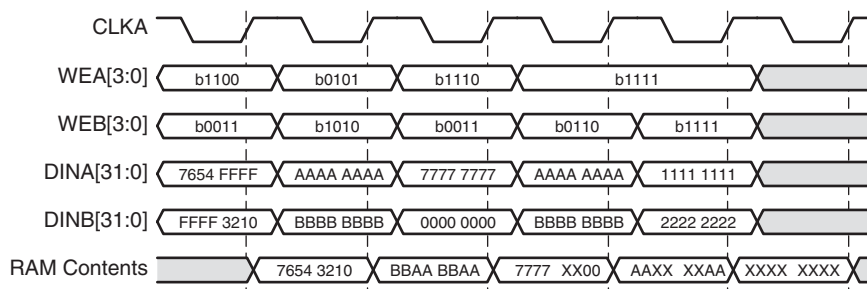 CLKA
WEA[3:0] b1100 b0101 b1110 b1111
WEB[3:0] b0011 b1010 b0011 b0110 b1111
DINA[31:0] 7654 FFFF AAAA AAAA 7777 7777 AAAA AAAA 1111 1111
DINB[31:0] FFFF 3210 BBBB BBBB 0000 0000 BBBB BBBB 2222 2222
RAM Contents 7654 3210 BBAA BBAA 7777 XX00 AAXX XXAA XXXX XXXX